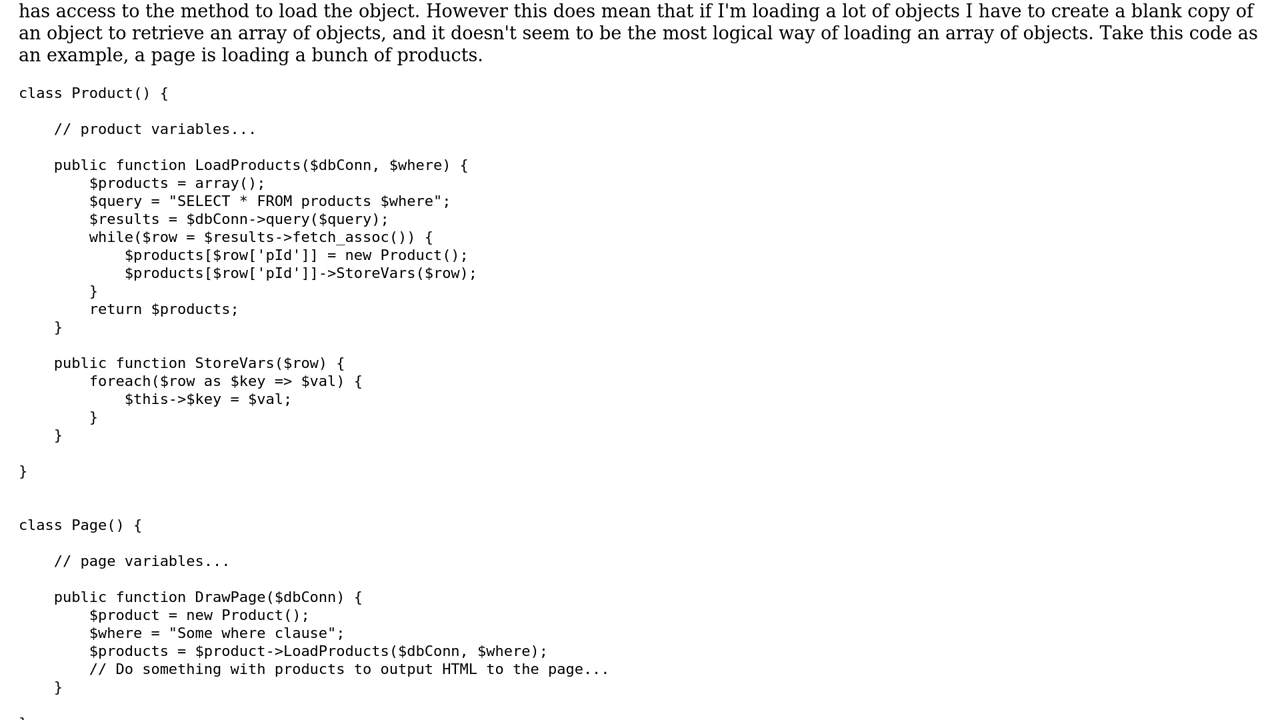 has access to the method to load the object. However this does mean that if I'm loading a lot of objects I have to create a blank copy of
an object to retrieve an array of objects, and it doesn't seem to be the most logical way of loading an array of objects. Take this code as
an example, a page is loading a bunch of products.
class Product() {
    // product variables...
    public function LoadProducts($dbConn, $where) {
        $products = array();
        $query = "SELECT * FROM products $where";
        $results = $dbConn->query($query);
        while($row = $results->fetch_assoc()) {
            $products[$row['pId']] = new Product();
            $products[$row['pId']]->StoreVars($row);
        }
        return $products;
    }
    public function StoreVars($row) {
        foreach($row as $key => $val) {
            $this->$key = $val;
        }
    }
}
class Page() {
    // page variables...
    public function DrawPage($dbConn) {
        $product = new Product();
        $where = "Some where clause";
        $products = $product->LoadProducts($dbConn, $where);
        // Do something with products to output HTML to the page...
    }
}